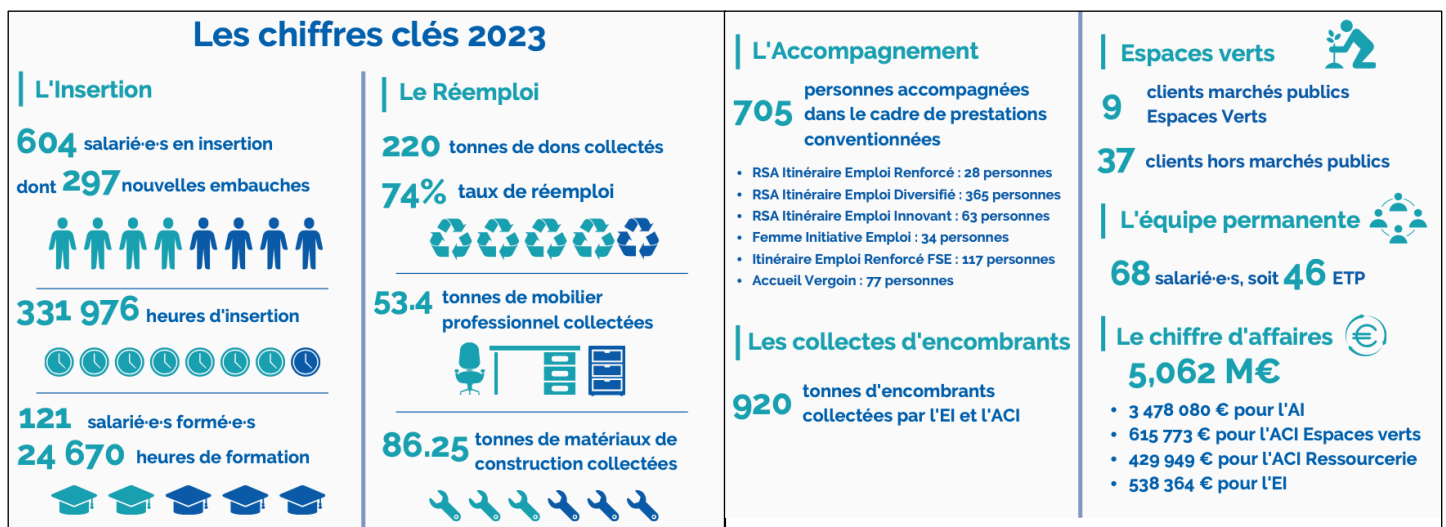 Les chiffres clés 2023
L'Insertion
604 salarié·e·s en insertion
dont 297 nouvelles embauches
331 976 heures d'insertion
121 salarié·e·s formé·e·s
24 670 heures de formation
Le Réemploi
220 tonnes de dons collectés
74% taux de réemploi
53.4 tonnes de mobilier
professionnel collectées
86.25 tonnes de matériaux de
construction collectées
L'Accompagnement
705 personnes accompagnées
dans le cadre de prestations
conventionnées
• RSA Itinéraire Emploi Renforcé : 28 personnes
• RSA Itinéraire Emploi Diversifié : 365 personnes
• RSA Itinéraire Emploi Innovant : 63 personnes
• Femme Initiative Emploi : 34 personnes
• Itinéraire Emploi Renforcé FSE : 117 personnes
• Accueil Vergoin : 77 personnes
Les collectes d'encombrants
920 tonnes d'encombrants
collectées par l'EI et l'ACI
Espaces verts
9 clients marchés publics
Espaces Verts
37 clients hors marchés publics
L'équipe permanente
68 salarié·e·s, soit 46 ETP
Le chiffre d'affaires
5,062 M€
• 3 478 080 € pour l'AI
• 615 773 € pour l'ACI Espaces verts
• 429 949 € pour l'ACI Ressourcerie
• 538 364 € pour l'EI